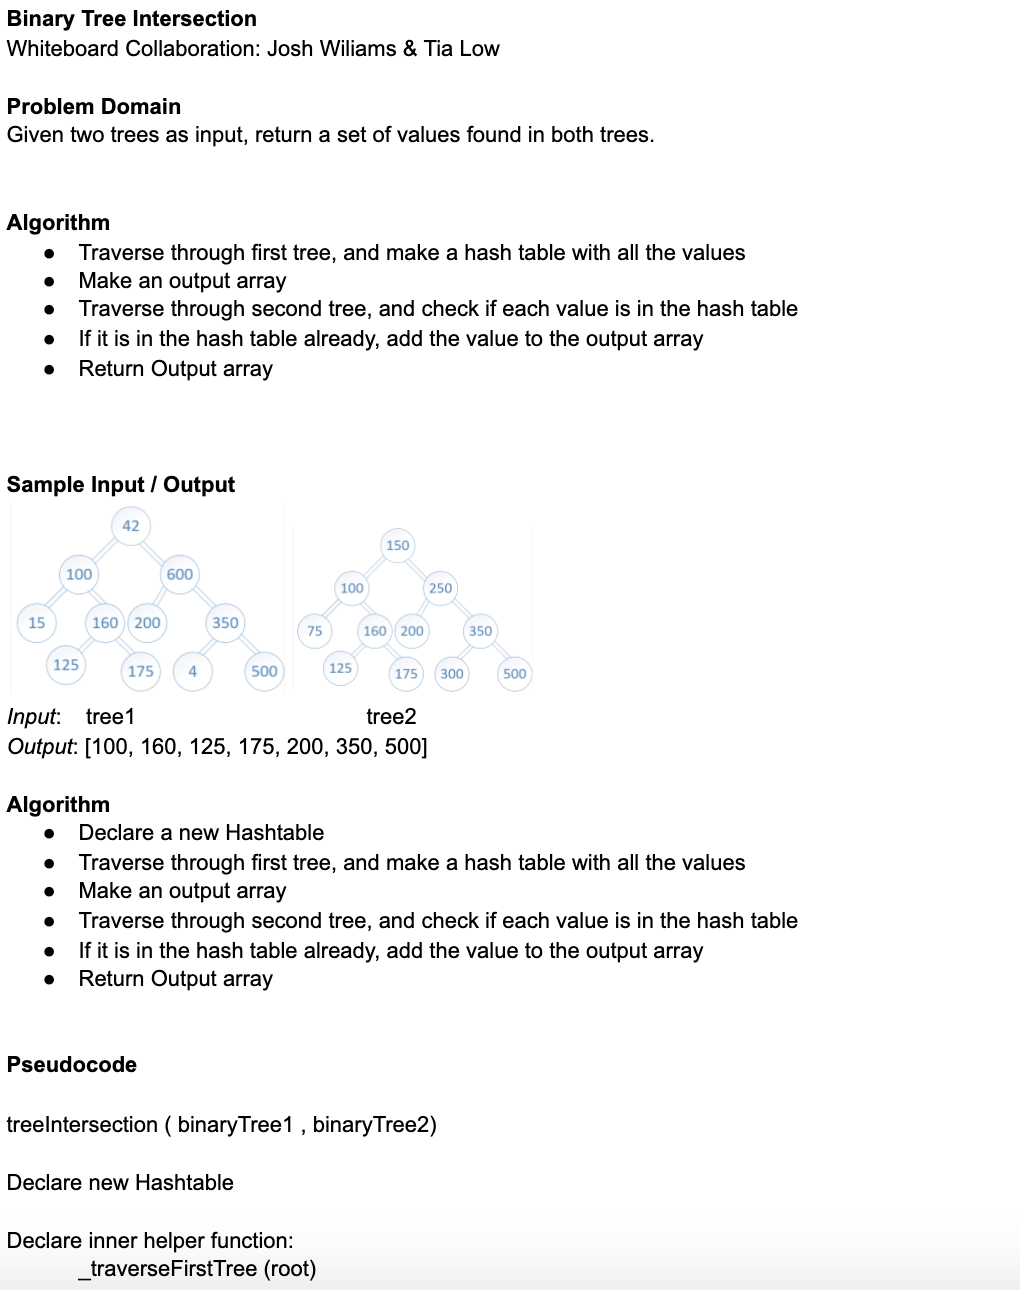 Binary Tree Intersection
Whiteboard Collaboration: Josh Wiliams & Tia Low
Problem Domain
Given two trees as input, return a set of values found in both trees.
Algorithm
● Traverse through first tree, and make a hash table with all the values
● Make an output array
● Traverse through second tree, and check if each value is in the hash table
● If it is in the hash table already, add the value to the output array
● Return Output array
Sample Input / Output
42
100 600
15 160 200 350
125 175 4 500
150
100 250
75 160 200 350
125 175 300 500
Input: tree1 tree2
Output: [100, 160, 125, 175, 200, 350, 500]
Algorithm
● Declare a new Hashtable
● Traverse through first tree, and make a hash table with all the values
● Make an output array
● Traverse through second tree, and check if each value is in the hash table
● If it is in the hash table already, add the value to the output array
● Return Output array
Pseudocode
treeIntersection ( binaryTree1 , binaryTree2)
Declare new Hashtable
Declare inner helper function:
_traverseFirstTree (root)